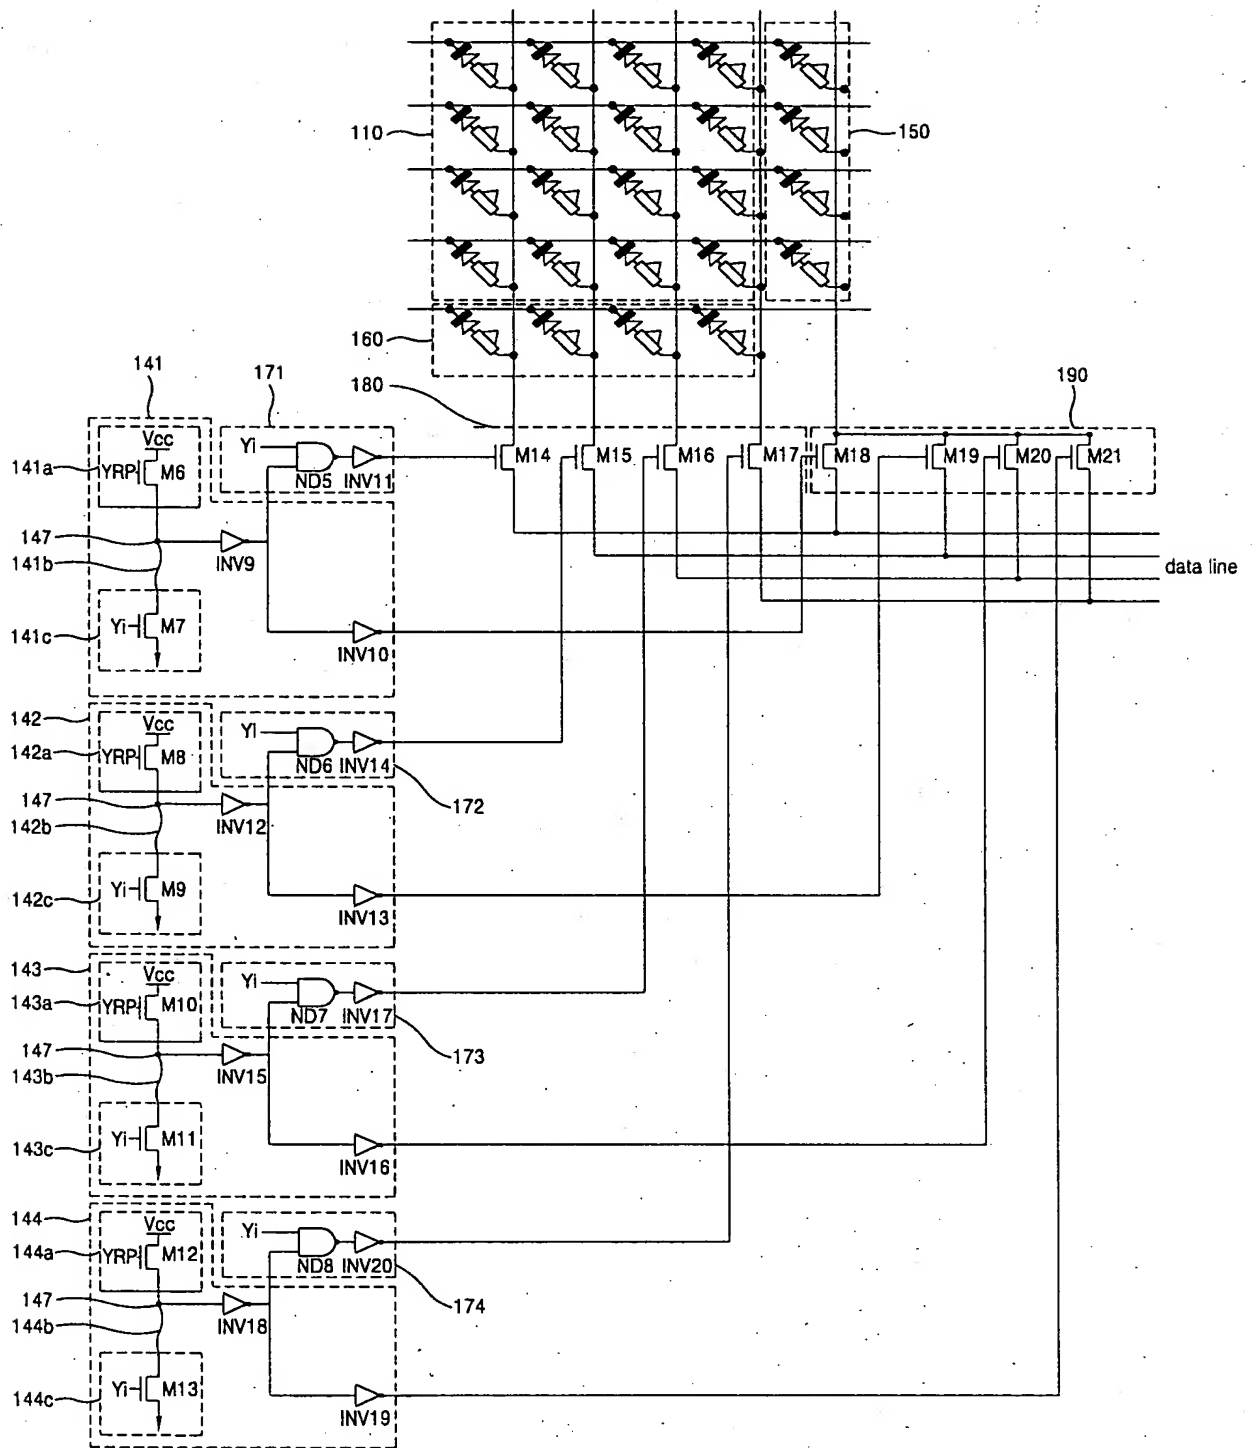 110
150
160
141
171
180
190
Vcc
141a
YRP
M6
Yi
ND5
INV11
M14
M15
M16
M17
M18
M19
M20
M21
147
141b
INV9
data line
141c
Yi
M7
INV10
142
Vcc
142a
YRP
M8
Yi
ND6
INV14
147
142b
INV12
172
142c
Yi
M9
INV13
143
Vcc
143a
YRP
M10
Yi
ND7
INV17
147
143b
INV15
173
143c
Yi
M11
INV16
144
Vcc
144a
YRP
M12
Yi
ND8
INV20
147
144b
INV18
174
144c
Yi
M13
INV19